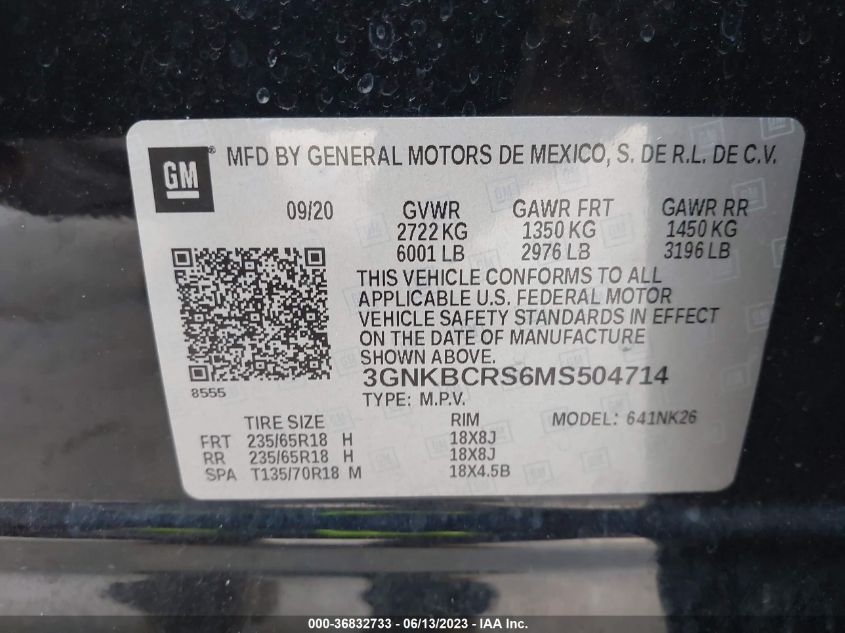 GM ® MFD BY GENERAL MOTORS DE MEXICO, S. DE R.L. DE C.V.
09/20 GVWR GAWR FRT GAWR RR
2722 KG 1350 KG 1450 KG
6001 LB 2976 LB 3196 LB
THIS VEHICLE CONFORMS TO ALL
APPLICABLE U.S. FEDERAL MOTOR
VEHICLE SAFETY STANDARDS IN EFFECT
ON THE DATE OF MANUFACTURE
SHOWN ABOVE.
3GNKBCRS6MS504714
8555
TYPE: M.P.V.
TIRE SIZE RIM MODEL: 641NK26
FRT 235/65R18 H 18X8J
RR 235/65R18 H 18X8J
SPA T135/70R18 M 18X4.5B
000-36832733 - 06/13/2023 - IAA Inc.